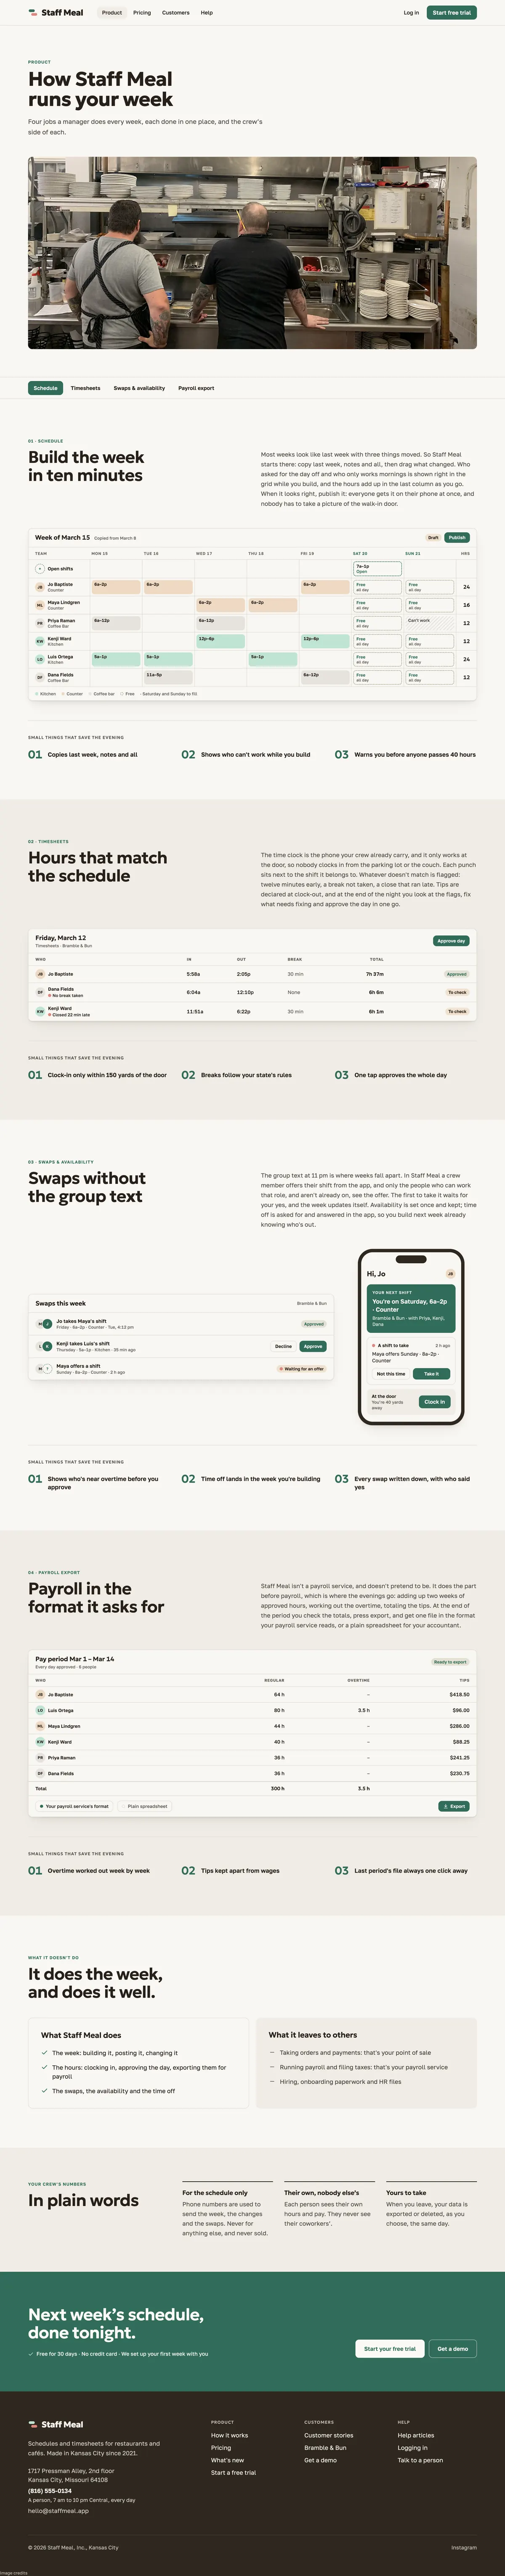 Staff Meal
Product
Pricing
Customers
Help
Log in
Start free trial
PRODUCT
How Staff Meal
runs your week
Four jobs a manager does every week, each done in one place, and the crew's
side of each.
Schedule
Timesheets
Swaps & availability
Payroll export
01 · SCHEDULE
Build the week
in ten minutes
Most weeks look like last week with three things moved. So Staff Meal
starts there: copy last week, notes and all, then drag what changed. Who
asked for the weekend off and who only works mornings is shown right in the
grid while you build, and the hours add up in the last column as you go.
When it looks right, publish it: everyone gets it on their phone at once, and
nobody has to take a picture of the walk-in door.
Week of March 15
Copied from March 8
Draft
Publish
TEAM
MON 15
TUE 16
WED 17
THU 18
FRI 19
SAT 20
SUN 21
HRS
Open shifts
7a–1p
Open
JB
Jo Baptiste
Counter
6a–2p
6a–2p
6a–2p
Free
all day
Free
all day
24
ML
Maya Lindgren
Counter
6a–2p
6a–2p
Free
all day
Free
all day
16
PR
Priya Raman
Coffee Bar
6a–12p
6a–12p
Free
all day
Can't work
12
KW
Kenji Ward
Kitchen
12p–6p
12p–6p
Free
all day
Free
all day
12
LO
Luis Ortega
Kitchen
5a–1p
5a–1p
5a–1p
Free
all day
Free
all day
24
DF
Dana Fields
Coffee Bar
11a–5p
6a–12p
Free
all day
Free
all day
12
Kitchen
Counter
Coffee bar
Free
· Saturday and Sunday to fill
SMALL THINGS THAT SAVE THE EVENING
01 Copies last week, notes and all
02 Shows who can't work while you build
03 Warns you before anyone passes 40 hours
02 · TIMESHEETS
Hours that match
the schedule
The time clock is the phone your crew already carries, and it only works at
the door, so nobody clocks in from the parking lot or the couch. Each punch
sits next to the shift it belongs to. Whatever doesn't match is flagged:
twelve minutes early, a break not taken, a close that ran late. Tips are
declared at clock-out, and at the end of the night you look at the flags, fix
what needs fixing and approve the day in one go.
Friday, March 12
Timesheets · Bramble & Bun
Approve day
WHO
IN
OUT
BREAK
TOTAL
JB
Jo Baptiste
5:58a
2:05p
30 min
7h 37m
Approved
DF
Dana Fields
No break taken
6:04a
12:10p
None
6h 6m
To check
KW
Kenji Ward
Closed 22 min late
11:51a
6:22p
30 min
6h 1m
To check
SMALL THINGS THAT SAVE THE EVENING
01 Clock-in only within 150 yards of the door
02 Breaks follow your state's rules
03 One tap approves the whole day
03 · SWAPS & AVAILABILITY
Swaps without
the group text
The group text at 11 pm is where weeks fall apart. In Staff Meal a crew
member offers their shift from the app, and only the people who can work
that role, and aren't already on, see the offer. The first to take it waits for
your yes, and the week updates itself. Availability is set once and kept; time
off is asked for and answered in the app, so you build next week already
knowing who's out.
Swaps this week
Bramble & Bun
Jo takes Maya's shift
Friday · 6a–2p · Counter · Tue, 4:12 pm
Approved
Kenji takes Luis's shift
Thursday · 5a–1p · Kitchen · 35 min ago
Decline
Approve
Maya offers a shift
Sunday · 8a–2p · Counter · 2 h ago
Waiting for an offer
Hi, Jo
JB
YOUR NEXT SHIFT
You're on Saturday, 6a–2p
· Counter
Bramble & Bun · with Priya, Kenji,
Dana
A shift to take
2 h ago
Maya offers Sunday · 8a–2p ·
Counter
Not this time
Take it
At the door
You're 40 yards
away
Clock in
SMALL THINGS THAT SAVE THE EVENING
01 Shows who's near overtime before you
approve
02 Time off lands in the week you're building
03 Every swap written down, with who said
yes
04 · PAYROLL EXPORT
Payroll in the
format it asks for
Staff Meal isn't a payroll service, and doesn't pretend to be. It does the part
before payroll, which is where the evenings go: adding up two weeks of
approved hours, working out the overtime, totaling the tips. At the end of
the period you check the totals, press export, and get one file in the format
your payroll service reads, or a plain spreadsheet for your accountant.
Pay period Mar 1 – Mar 14
Every day approved · 6 people
Ready to export
WHO
REGULAR
OVERTIME
TIPS
JB
Jo Baptiste
64 h
–
$418.50
LO
Luis Ortega
80 h
3.5 h
$96.00
ML
Maya Lindgren
44 h
–
$286.00
KW
Kenji Ward
40 h
–
$88.25
PR
Priya Raman
36 h
–
$241.25
DF
Dana Fields
36 h
–
$230.75
Total
300 h
3.5 h
Your payroll service's format
Plain spreadsheet
Export
SMALL THINGS THAT SAVE THE EVENING
01 Overtime worked out week by week
02 Tips kept apart from wages
03 Last period's file always one click away
WHAT IT DOESN'T DO
It does the week,
and does it well.
What Staff Meal does
The week: building it, posting it, changing it
The hours: clocking in, approving the day, exporting them for
payroll
The swaps, the availability and the time off
What it leaves to others
– Taking orders and payments: that's your point of sale
– Running payroll and filing taxes: that's your payroll service
– Hiring, onboarding paperwork and HR files
YOUR CREW'S NUMBERS
In plain words
For the schedule only
Phone numbers are used to
send the week, the changes
and the swaps. Never for
anything else, and never sold.
Their own, nobody else's
Each person sees their own
hours and pay. They never see
their coworkers'.
Yours to take
When you leave, your data is
exported or deleted, as you
choose, the same day.
Next week's schedule,
done tonight.
Free for 30 days · No credit card · We set up your first week with you
Start your free trial
Get a demo
Staff Meal
Schedules and timesheets for restaurants and
cafés. Made in Kansas City since 2021.
1717 Pressman Alley, 2nd floor
Kansas City, Missouri 64108
(816) 555-0134
A person, 7 am to 10 pm Central, every day
hello@staffmeal.app
PRODUCT
How it works
Pricing
What's new
Start a free trial
CUSTOMERS
Customer stories
Bramble & Bun
Get a demo
HELP
Help articles
Logging in
Talk to a person
© 2026 Staff Meal, Inc., Kansas City
Instagram
Image credits